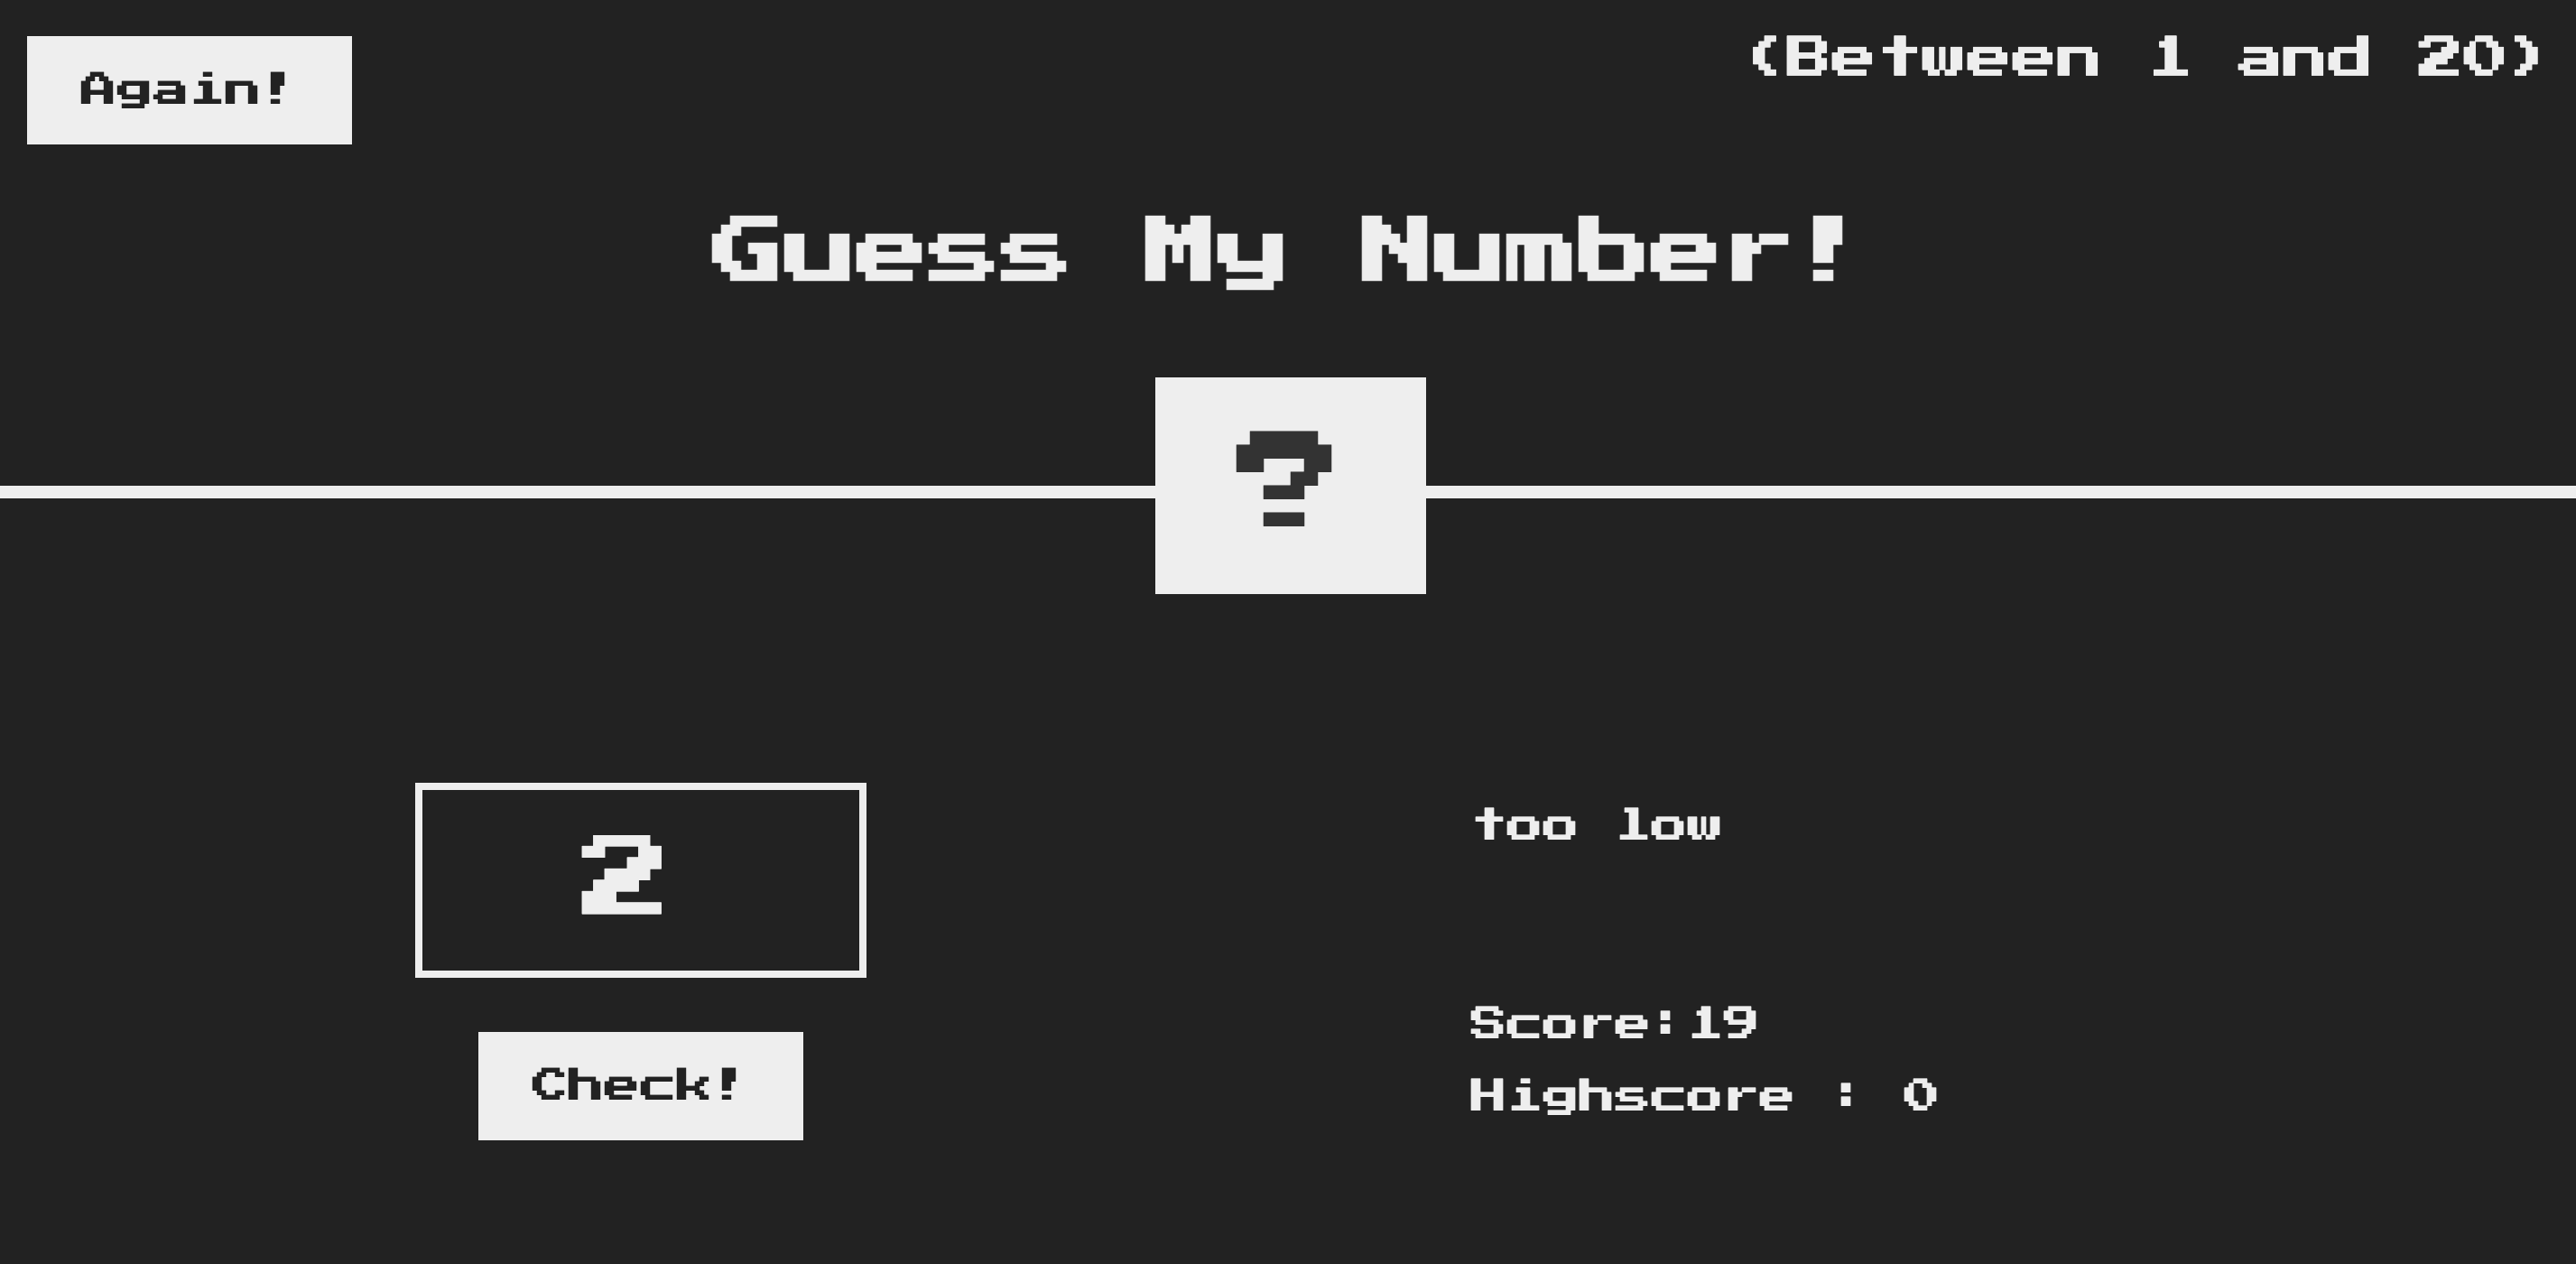 Again!
(Between 1 and 20)
Guess My Number!
?
2
Check!
too low
Score:19
Highscore : 0